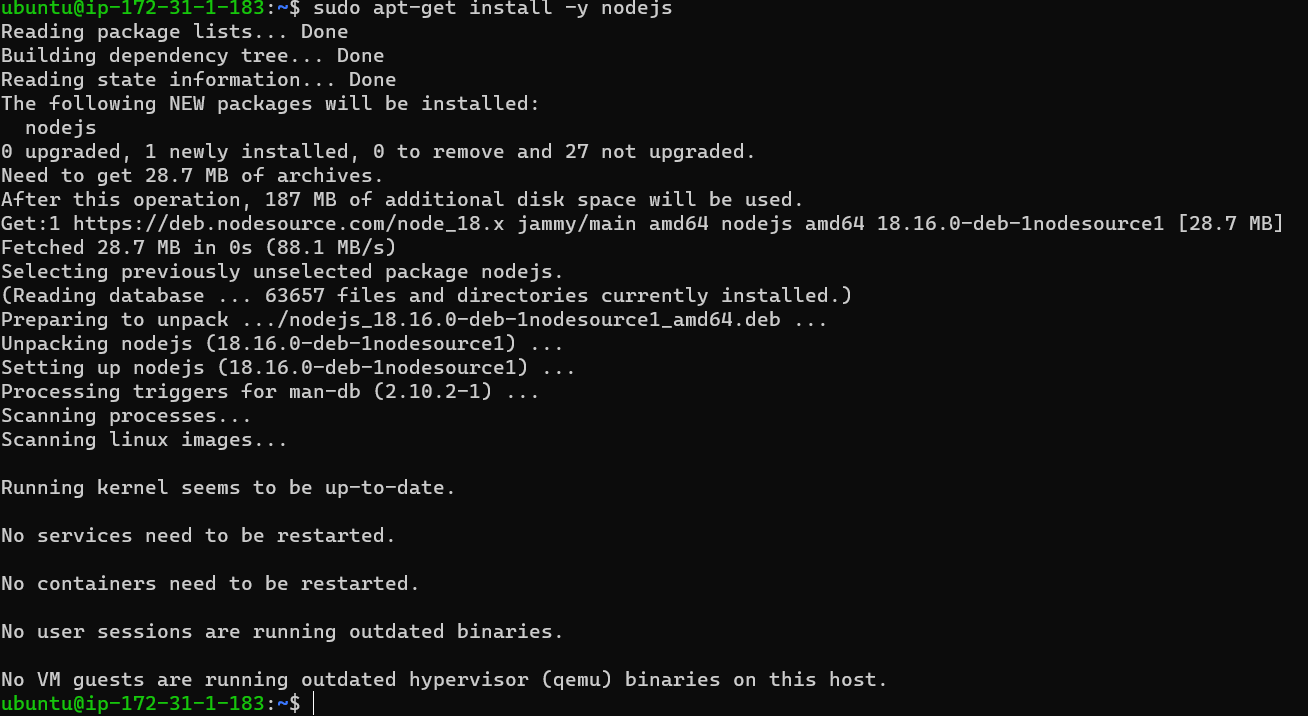 ubuntu@ip-172-31-1-183:~$ sudo apt-get install -y nodejs
Reading package lists... Done
Building dependency tree... Done
Reading state information... Done
The following NEW packages will be installed:
  nodejs
0 upgraded, 1 newly installed, 0 to remove and 27 not upgraded.
Need to get 28.7 MB of archives.
After this operation, 187 MB of additional disk space will be used.
Get:1 https://deb.nodesource.com/node_18.x jammy/main amd64 nodejs amd64 18.16.0-deb-1nodesource1 [28.7 MB]
Fetched 28.7 MB in 0s (88.1 MB/s)
Selecting previously unselected package nodejs.
(Reading database ... 63657 files and directories currently installed.)
Preparing to unpack .../nodejs_18.16.0-deb-1nodesource1_amd64.deb ...
Unpacking nodejs (18.16.0-deb-1nodesource1) ...
Setting up nodejs (18.16.0-deb-1nodesource1) ...
Processing triggers for man-db (2.10.2-1) ...
Scanning processes...
Scanning linux images...

Running kernel seems to be up-to-date.

No services need to be restarted.

No containers need to be restarted.

No user sessions are running outdated binaries.

No VM guests are running outdated hypervisor (qemu) binaries on this host.
ubuntu@ip-172-31-1-183:~$